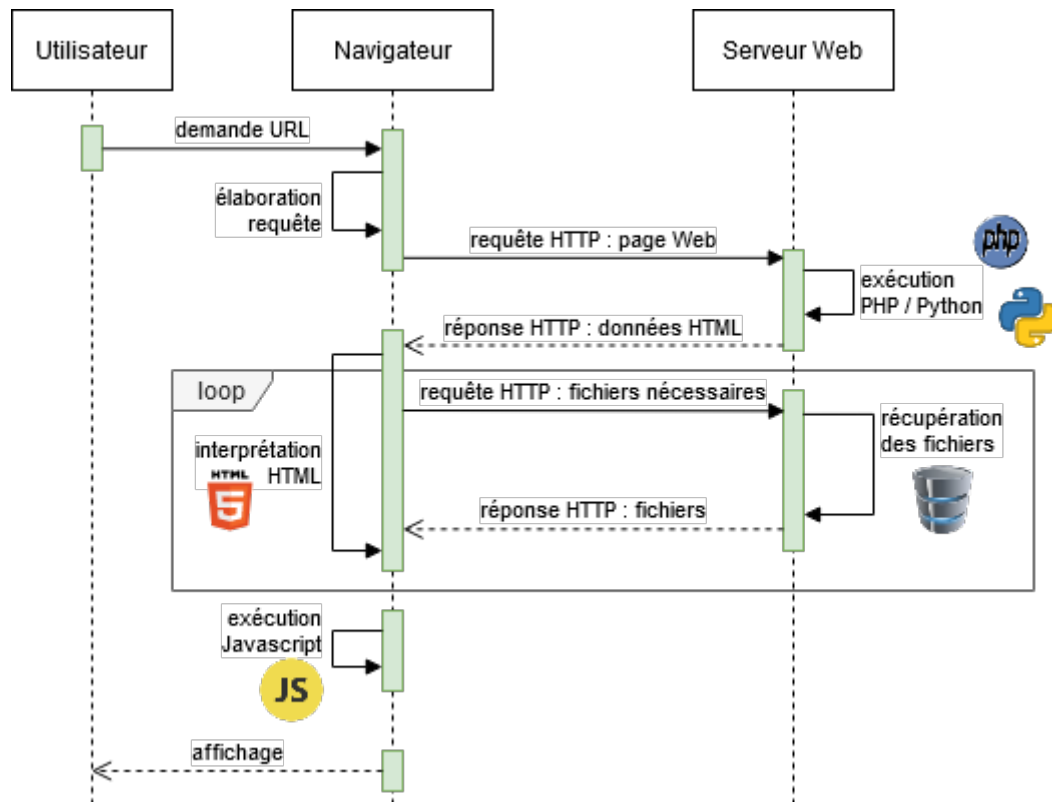 Utilisateur
Navigateur
Serveur Web
demande URL
élaboration
requête
requête HTTP : page Web
php
exécution
PHP / Python
réponse HTTP : données HTML
loop
requête HTTP : fichiers nécessaires
récupération
des fichiers
interprétation
HTML
HTML
5
réponse HTTP : fichiers
exécution
Javascript
JS
affichage